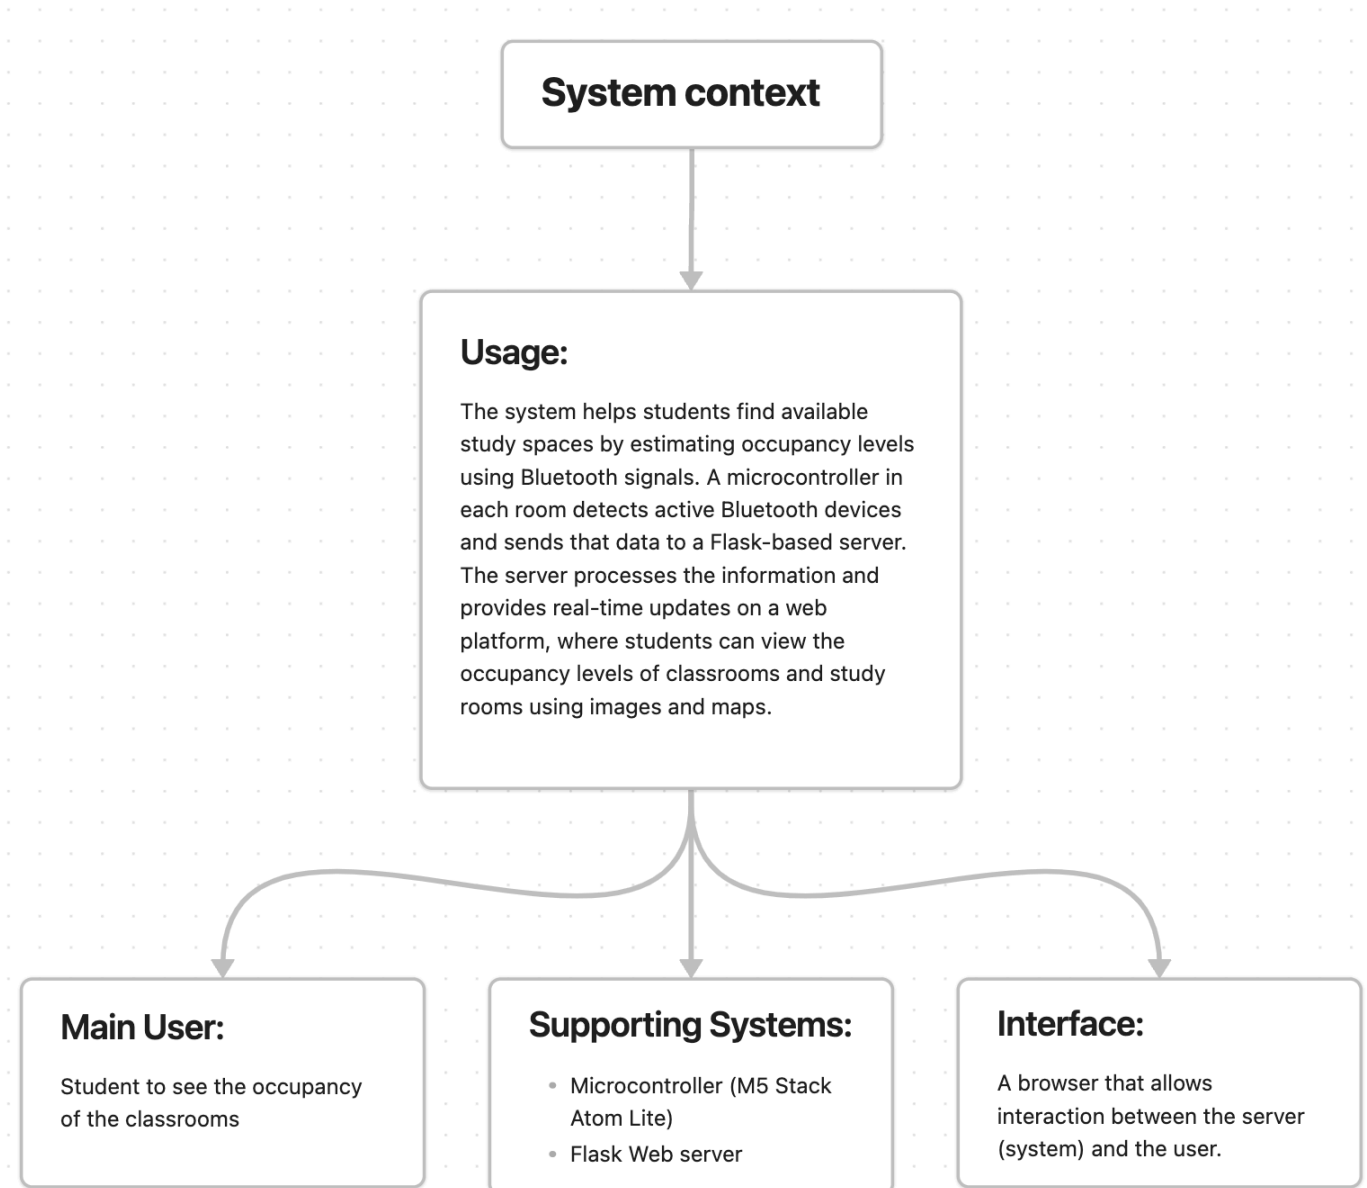 System context
Usage:
The system helps students find available
study spaces by estimating occupancy levels
using Bluetooth signals. A microcontroller in
each room detects active Bluetooth devices
and sends that data to a Flask-based server.
The server processes the information and
provides real-time updates on a web
platform, where students can view the
occupancy levels of classrooms and study
rooms using images and maps.
Main User:
Student to see the occupancy
of the classrooms
Supporting Systems:
• Microcontroller (M5 Stack
Atom Lite)
• Flask Web server
Interface:
A browser that allows
interaction between the server
(system) and the user.